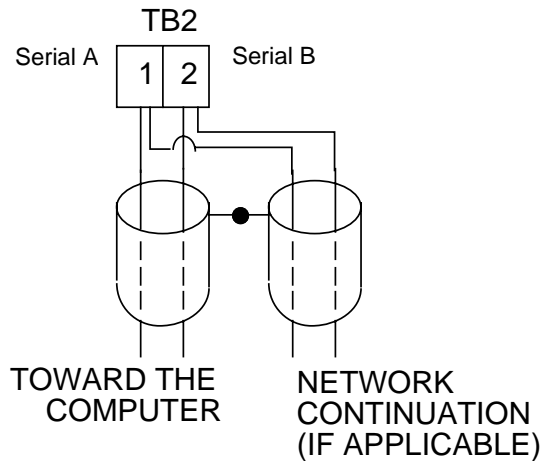 TB2
Serial A
1
2
Serial B
TOWARD THE
COMPUTER
NETWORK
CONTINUATION
(IF APPLICABLE)